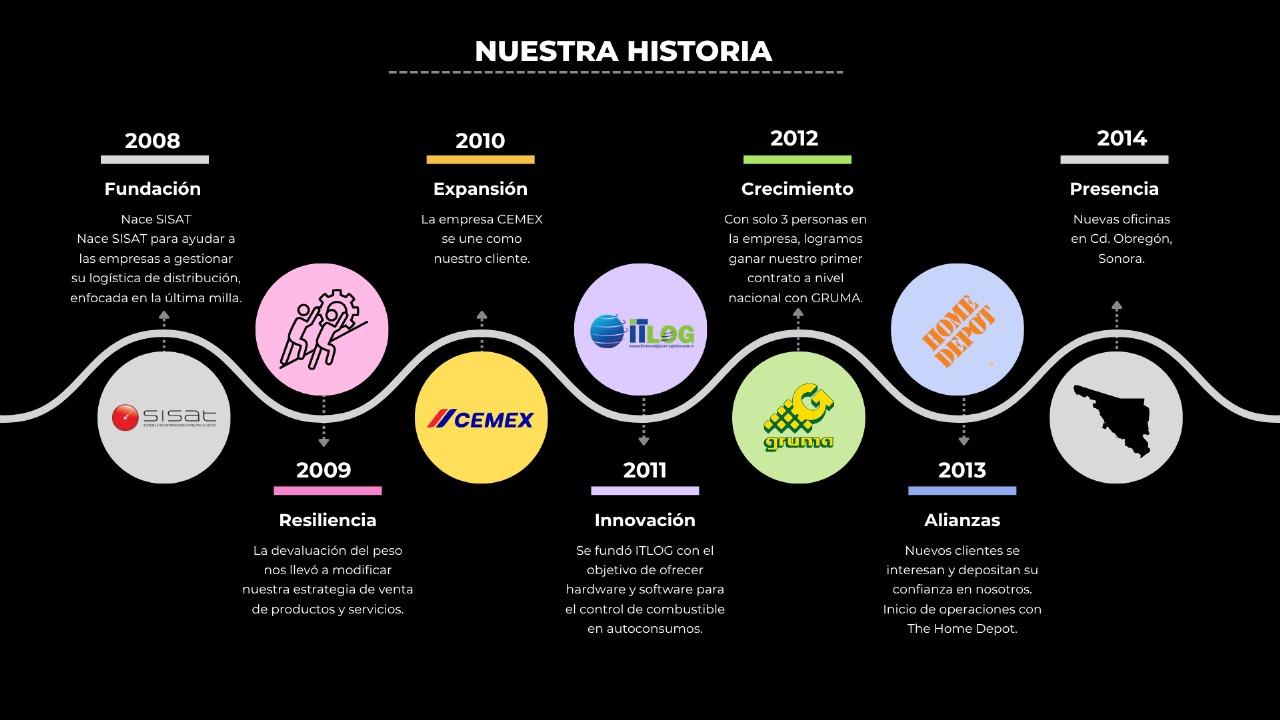 NUESTRA HISTORIA
2008
Fundación
Nace SISAT
Nace SISAT para ayudar a
las empresas a gestionar
su logística de distribución,
enfocada en la última milla.
sisat
2009
Resiliencia
La devaluación del peso
nos llevó a modificar
nuestra estrategia de venta
de productos y servicios.
2010
Expansión
La empresa CEMEX
se une como
nuestro cliente.
CEMEX
ITLOG
2011
Innovación
Se fundó ITLOG con el
objetivo de ofrecer
hardware y software para
el control de combustible
en autoconsumos.
2012
Crecimiento
Con solo 3 personas en
la empresa, logramos
ganar nuestro primer
contrato a nivel
nacional con GRUMA.
G
gruma
HOME
DEPOT
2013
Alianzas
Nuevos clientes se
interesan y depositan su
confianza en nosotros.
Inicio de operaciones con
The Home Depot.
2014
Presencia
Nuevas oficinas
en Cd. Obregón,
Sonora.